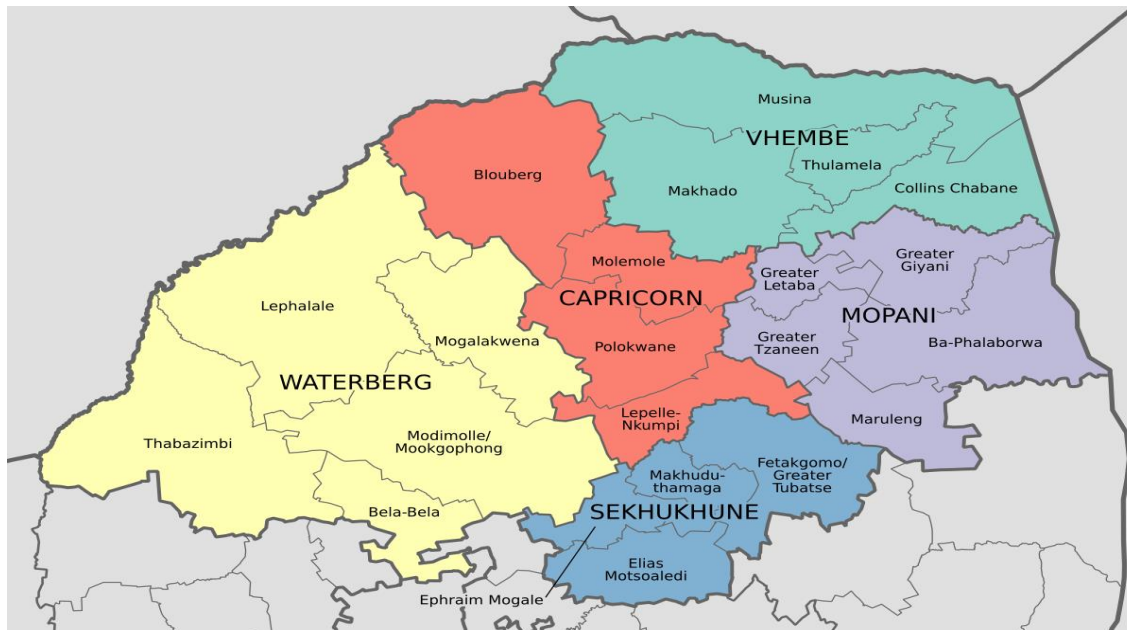 Musina
VHEMBE
Thulamela
Blouberg
Makhado
Collins Chabane
Molemole
Greater
Letaba
Greater
Giyani
Lephalale
CAPRICORN
MOPANI
Mogalakwena
Polokwane
Greater
Tzaneen
Ba-Phalaborwa
WATERBERG
Lepelle-
Nkumpi
Maruleng
Thabazimbi
Modimolle/
Mookgophong
Makhudu-
thamaga
Fetakgomo/
Greater
Tubatse
Bela-Bela
SEKHUKHUNE
Elias
Motsoaledi
Ephraim Mogale